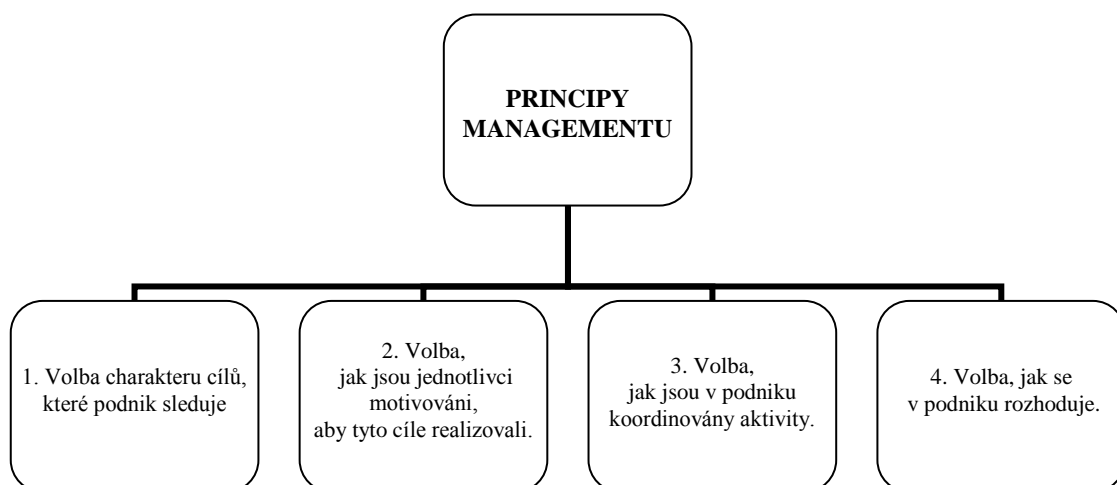 PRINCIPY
MANAGEMENTU
1. Volba charakteru cílů,
které podnik sleduje
2. Volba,
jak jsou jednotlivci
motivováni,
aby tyto cíle realizovali.
3. Volba,
jak jsou v podniku
koordinovány aktivity.
4. Volba, jak se
v podniku rozhoduje.